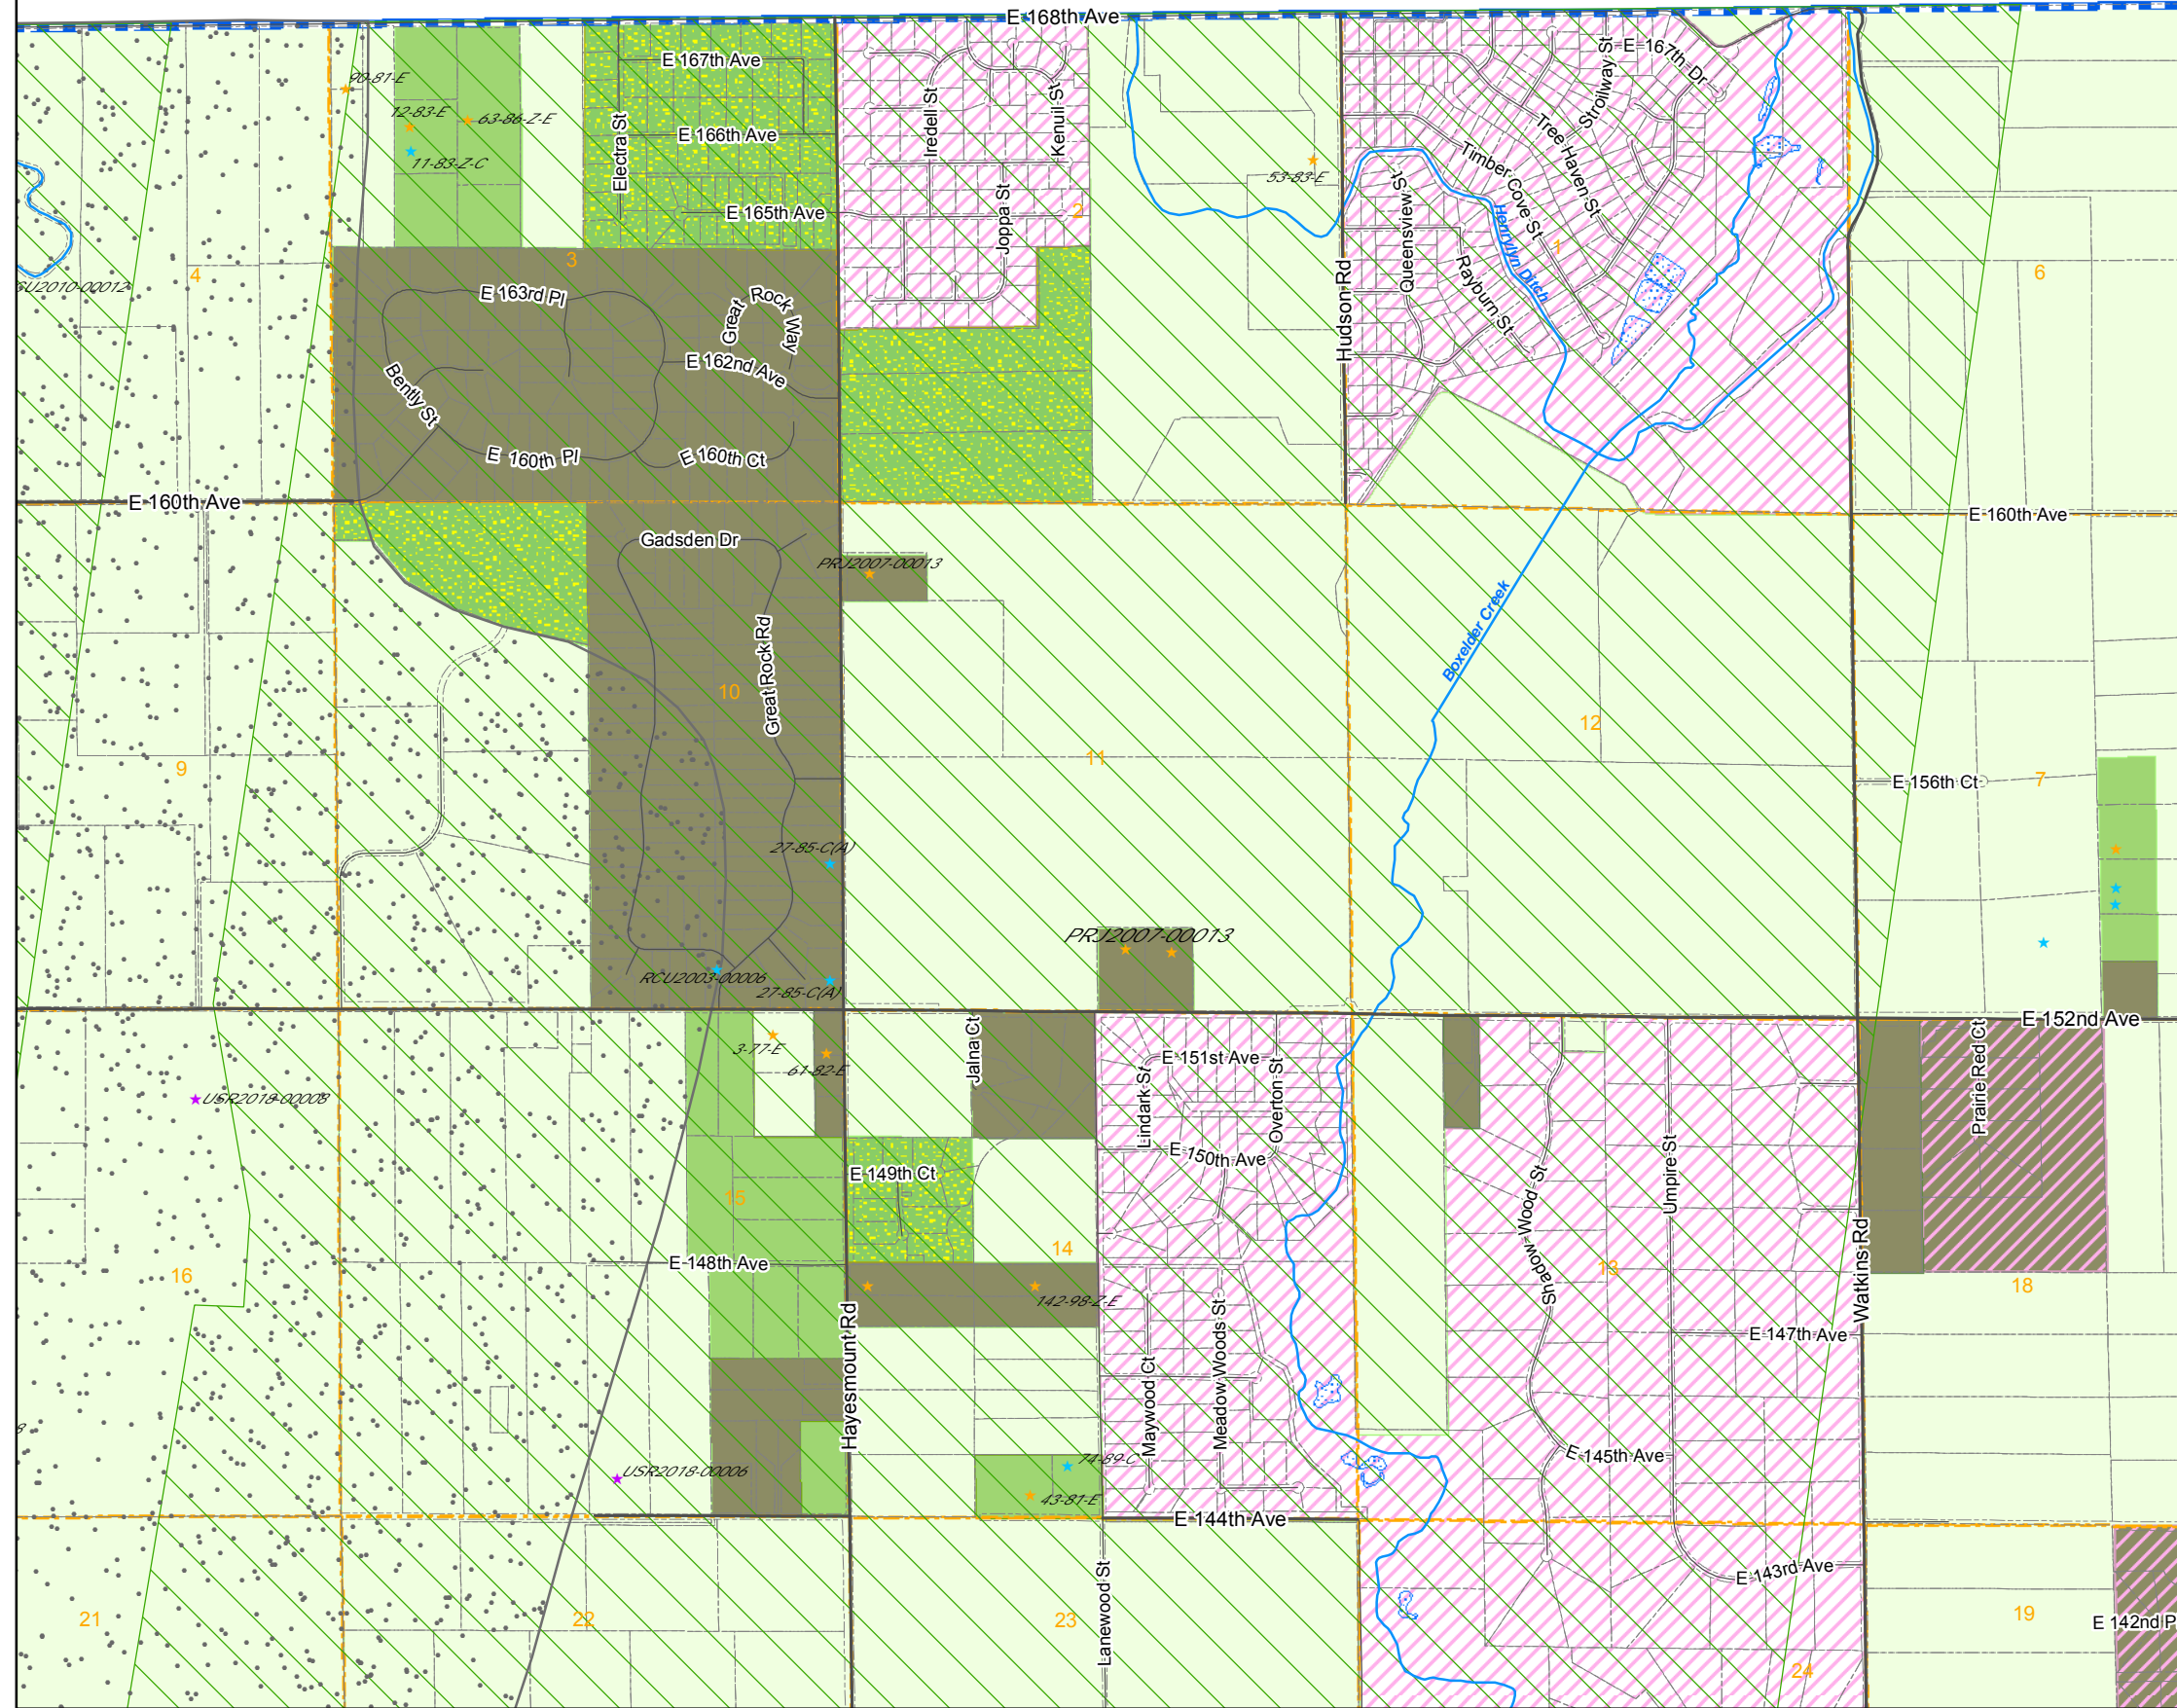 E 168th Ave
E 167th Ave
E 167th Dr
90-81-E
12-83-E
63-86-Z-E
11-83-Z-C
Electra St
E 166th Ave
E 165th Ave
Iredell St
Kenuil St
Joppa St
2
53-83-E
Stroilway St
Tree Haven St
Timber Cove St
Queensview St
Rayburn St
Henrylyn Ditch
1
Hudson Rd
6
4
3
GU2010-00012
E 163rd Pl
Great Rock Way
E 162nd Ave
Bently St
E 160th Pl
E 160th Ct
E 160th Ave
E 160th Ave
Gadsden Dr
PRJ2007-00013
Great Rock Rd
Boxelder Creek
10
9
11
12
7
E 156th Ct
27-85-C(A)
PRJ2007-00013
RCU2003-00006
27-85-C(A)
E 152nd Ave
3-77-E
61-82-E
Jalna Ct
E 151st Ave
Lindark St
Overton St
E 150th Ave
Prairie Red Ct
USR2018-00008
E 149th Ct
15
14
Shadow Wood St
Umpire St
13
16
18
E 148th Ave
142-98-Z-E
Hayesmount Rd
Watkins Rd
E 147th Ave
Maywood Ct
Meadow Woods St
E 145th Ave
USR2018-00006
74-89-C
43-81-E
E 144th Ave
E 143rd Ave
Lanewood St
21
22
23
24
19
E 142nd P